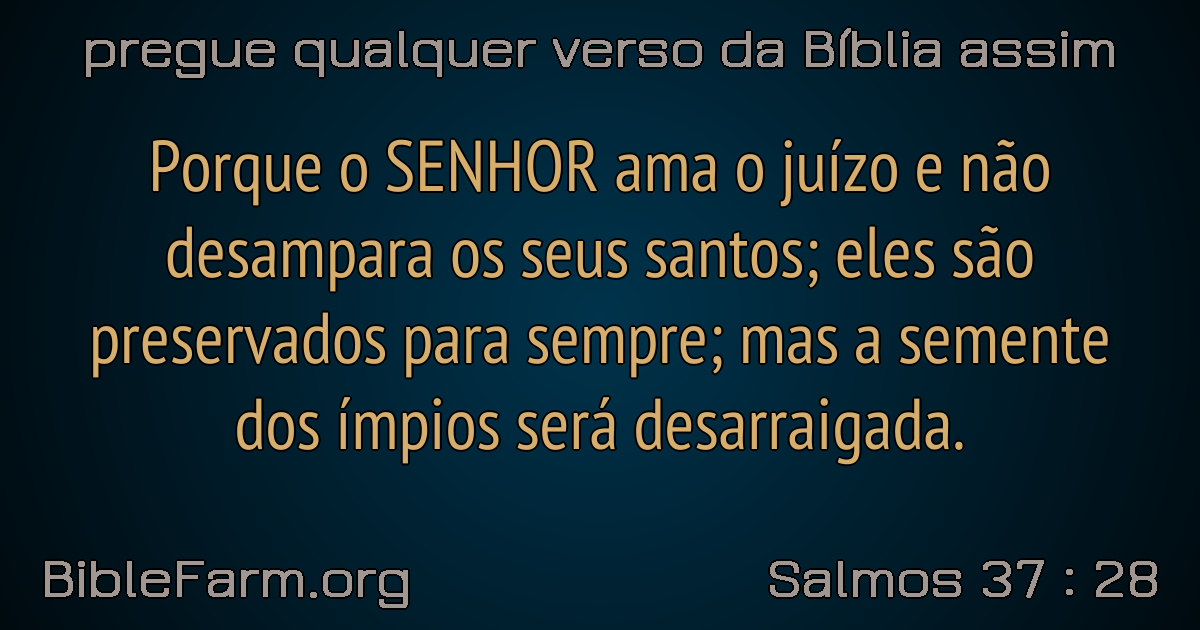 pregue qualquer verso da Bíblia assim
Porque o SENHOR ama o juízo e não
desampara os seus santos; eles são
preservados para sempre; mas a semente
dos ímpios será desarraigada.
BibleFarm.org
Salmos 37 : 28